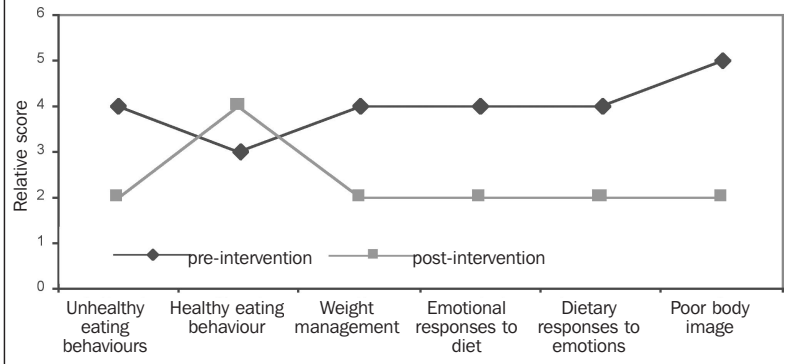 6
5
4
3
2
1
0
Relative score
pre-intervention
post-intervention
Unhealthy
eating
behaviours
Healthy eating
behaviour
Weight
management
Emotional
responses to
diet
Dietary
responses to
emotions
Poor body
image